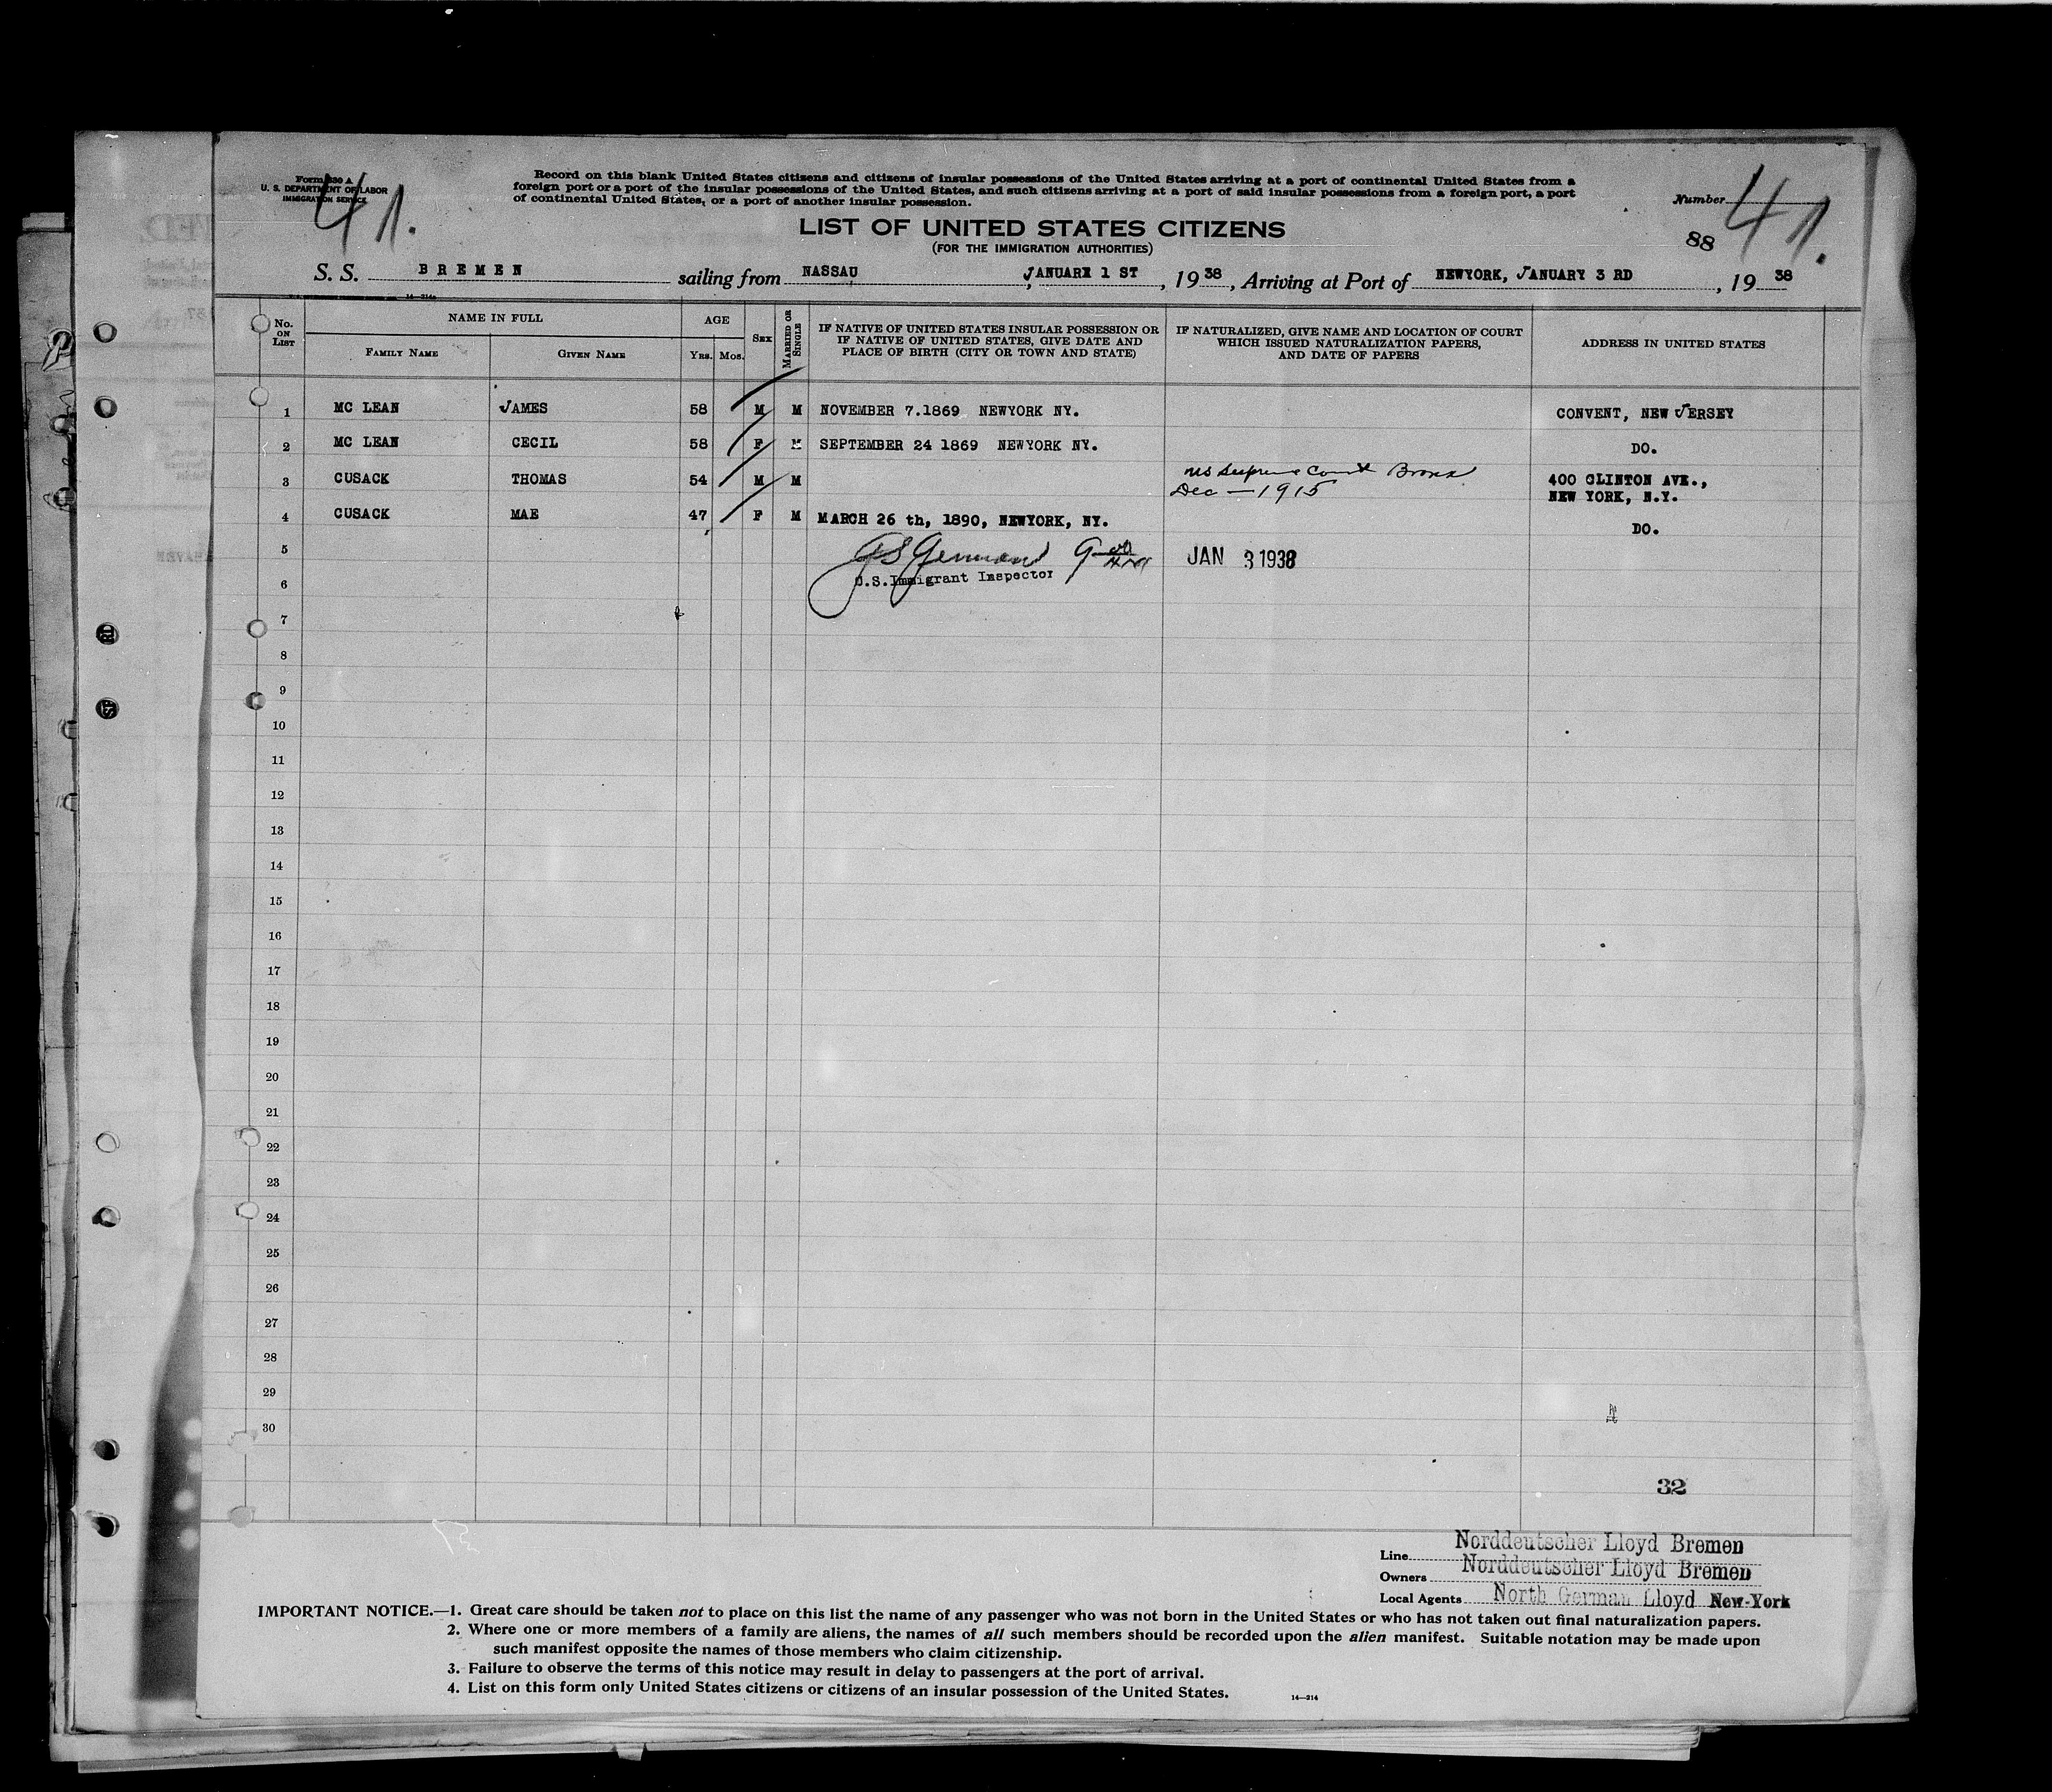 Form 630 A
U. S. DEPARTMENT OF LABOR
IMMIGRATION SERVICE
41.
Record on this blank United States citizens and citizens of insular possessions of the United States arriving at a port of continental United States from a
foreign port or a port of the insular possessions of the United States, and such citizens arriving at a port of said insular possessions from a foreign port, a port
of continental United States, or a port of another insular possession.
Number 41.
88
LIST OF UNITED STATES CITIZENS
(FOR THE IMMIGRATION AUTHORITIES)
S. S. BREMEN sailing from NASSAU, JANUARY 1 ST, 19 38, Arriving at Port of NEWYORK, JANUARY 3 RD, 19 38
14—214a
No. ON LIST
NAME IN FULL
FAMILY NAME GIVEN NAME
AGE
YRS. MOS.
SEX
MARRIED OR SINGLE
IF NATIVE OF UNITED STATES INSULAR POSSESSION OR
IF NATIVE OF UNITED STATES, GIVE DATE AND
PLACE OF BIRTH (CITY OR TOWN AND STATE)
IF NATURALIZED, GIVE NAME AND LOCATION OF COURT
WHICH ISSUED NATURALIZATION PAPERS,
AND DATE OF PAPERS
ADDRESS IN UNITED STATES
1 MC LEAN JAMES 58 M M NOVEMBER 7.1869 NEWYORK NY. CONVENT, NEW JERSEY
2 MC LEAN CECIL 58 F M SEPTEMBER 24 1869 NEWYORK NY. DO.
3 CUSACK THOMAS 54 M M US Supreme Court Bronx Dec — 1915 400 CLINTON AVE., NEW YORK, N.Y.
4 CUSACK MAE 47 F M MARCH 26 th, 1890, NEWYORK, NY. DO.
5 JAN 3 1938
6 U.S.Immigrant Inspector
7
8
9
10
11
12
13
14
15
16
17
18
19
20
21
22
23
24
25
26
27
28
29
30
32
Line Norddeutscher Lloyd Bremen
Owners Norddeutscher Lloyd Bremen
Local Agents North German Lloyd New-York
IMPORTANT NOTICE.—1. Great care should be taken not to place on this list the name of any passenger who was not born in the United States or who has not taken out final naturalization papers.
2. Where one or more members of a family are aliens, the names of all such members should be recorded upon the alien manifest. Suitable notation may be made upon
such manifest opposite the names of those members who claim citizenship.
3. Failure to observe the terms of this notice may result in delay to passengers at the port of arrival.
4. List on this form only United States citizens or citizens of an insular possession of the United States.
14—214